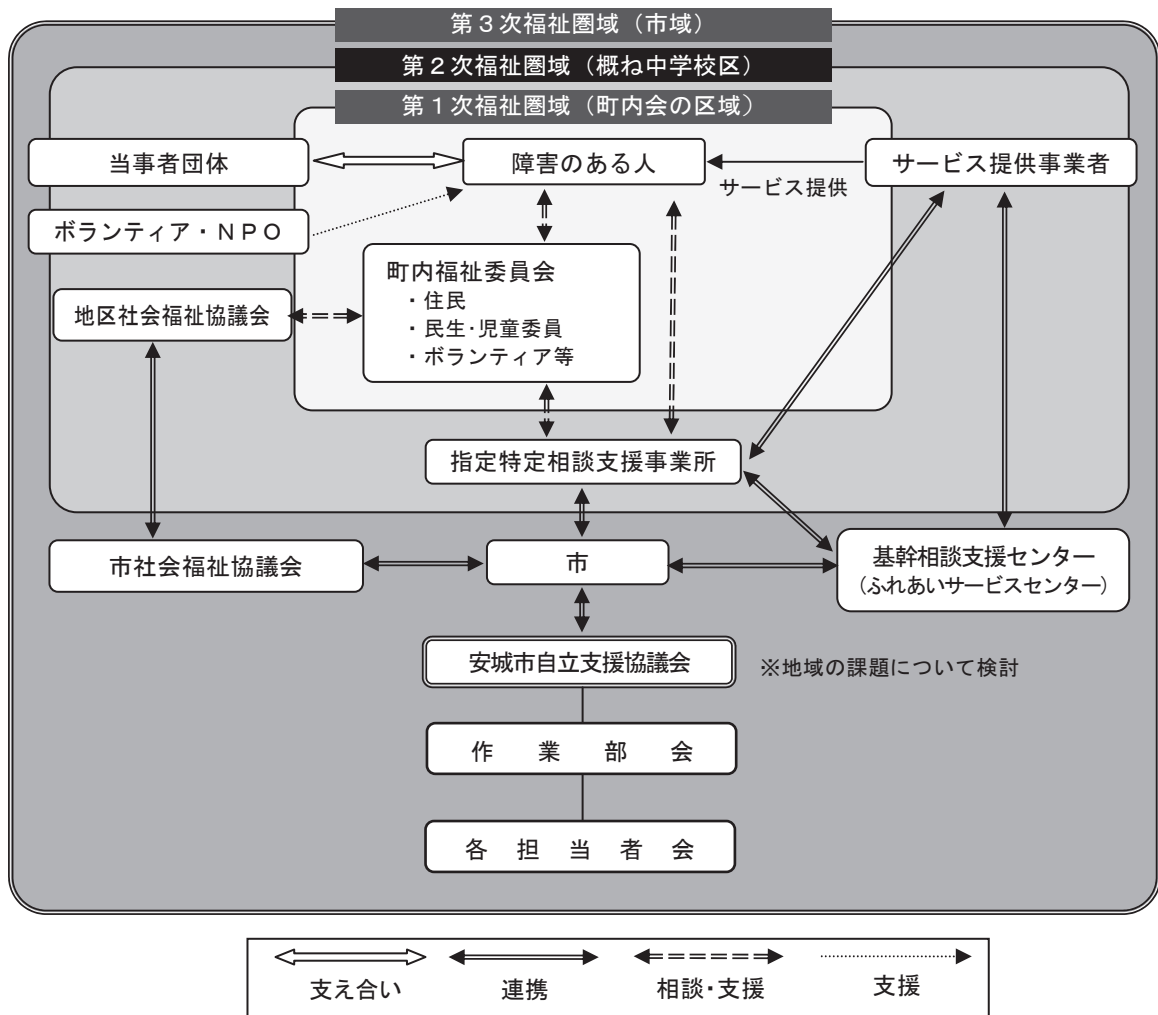 第３次福祉圏域（市域）
第２次福祉圏域（概ね中学校区）
第１次福祉圏域（町内会の区域）
当事者団体
障害のある人
サービス提供事業者
サービス提供
ボランティア・ＮＰＯ
町内福祉委員会
・住民
・民生・児童委員
・ボランティア等
地区社会福祉協議会
指定特定相談支援事業所
市社会福祉協議会
市
基幹相談支援センター
（ふれあいサービスセンター）
安城市自立支援協議会
※地域の課題について検討
作業部会
各担当者会
支え合い
連携
相談・支援
支援